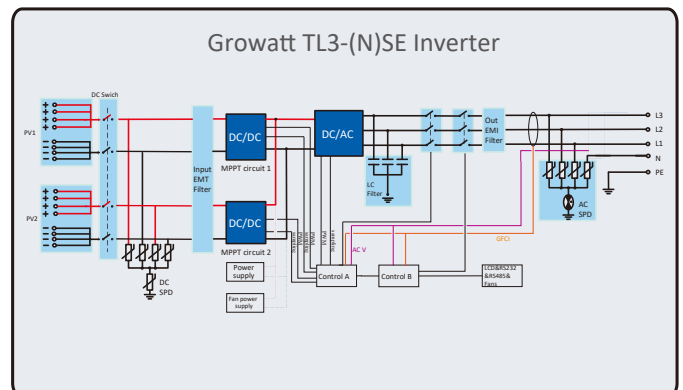 Growatt TL3-(N)SE Inverter
DC Swich
PV1
PV2
+
+
+
+
−
−
−
−
+
+
+
+
−
−
−
−
Input
EMT
Filter
DC/DC
MPPT circuit 1
DC/DC
MPPT circuit 2
DC/AC
LC
Filter
Out
EMI
Filter
L3
L2
L1
N
PE
AC
SPD
DC
SPD
GFCI
AC V
Power
supply
Fan power
supply
Control A
Control B
LCD&RS232
&RS485&
Fans